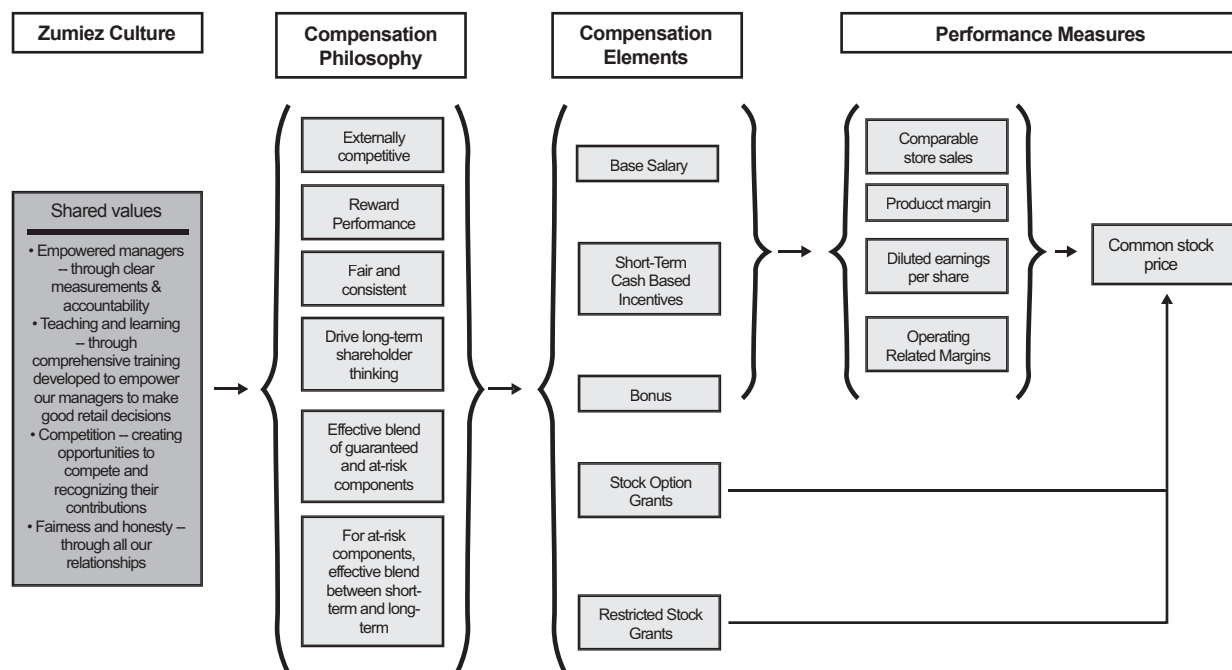 Zumiez Culture
Compensation
Philosophy
Compensation
Elements
Performance Measures
Shared values
• Empowered managers
– through clear
measurements &
accountability
• Teaching and learning
– through
comprehensive training
developed to empower
our managers to make
good retail decisions
• Competition – creating
opportunities to
compete and
recognizing their
contributions
• Fairness and honesty –
through all our
relationships
Externally
competitive
Reward
Performance
Fair and
consistent
Drive long-term
shareholder
thinking
Effective blend
of guaranteed
and at-risk
components
For at-risk
components,
effective blend
between short-
term and long-
term
Base Salary
Short-Term
Cash Based
Incentives
Bonus
Stock Option
Grants
Restricted Stock
Grants
Comparable
store sales
Producct margin
Diluted earnings
per share
Operating
Related Margins
Common stock
price